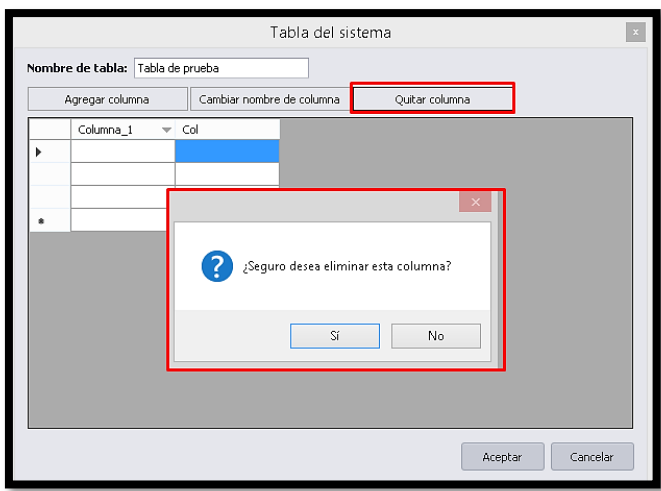 Tabla del sistema
x
Nombre de tabla: Tabla de prueba
Agregar columna Cambiar nombre de columna Quitar columna
Columna_1 Col
*
¿Seguro desea eliminar esta columna?
Sí No
Aceptar Cancelar